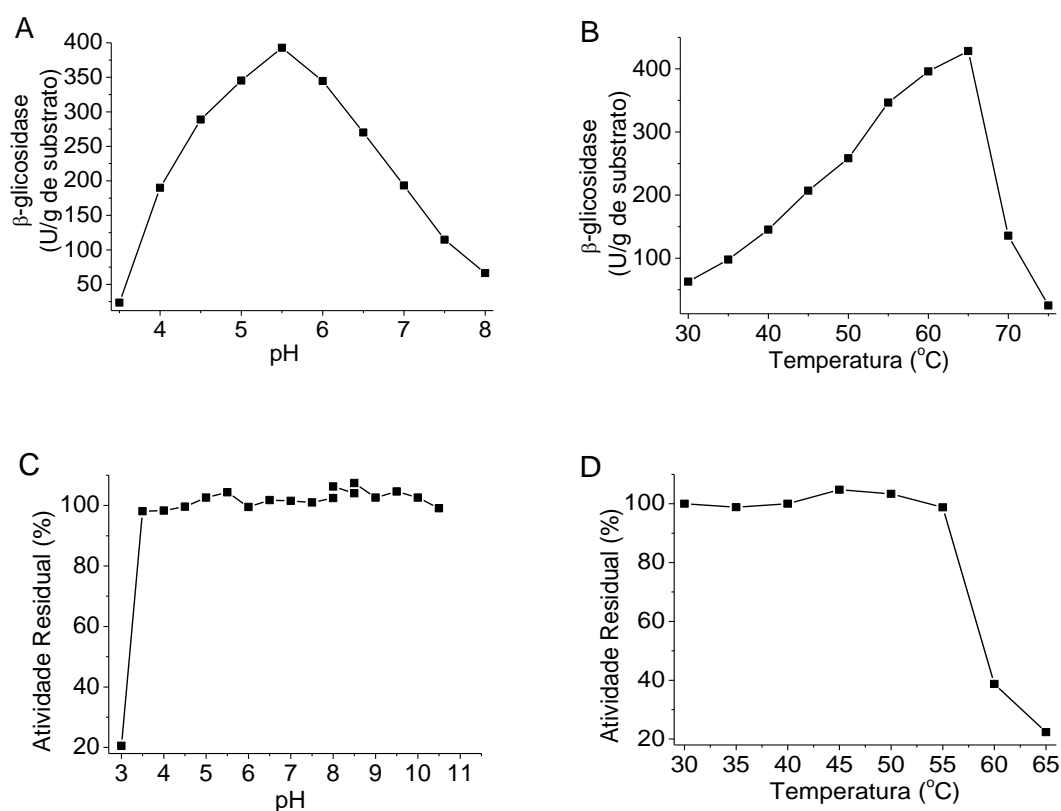 A
β-glicosidase
(U/g de substrato)
400
350
300
250
200
150
100
50
4 5 6 7 8
pH
B
β-glicosidase
(U/g de substrato)
400
300
200
100
30 40 50 60 70
Temperatura (°C)
C
Atividade Residual (%)
100
80
60
40
20
3 4 5 6 7 8 9 10 11
pH
D
Atividade Residual (%)
100
80
60
40
20
30 35 40 45 50 55 60 65
Temperatura (°C)